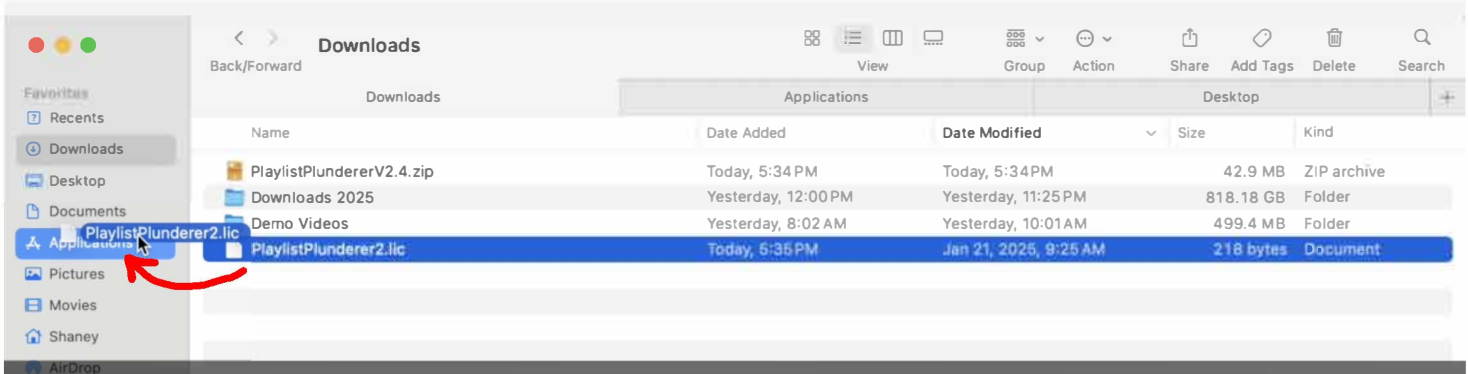 Downloads
Back/Forward View Group Action Share Add Tags Delete Search
Favorites
Downloads Applications Desktop
Recents
Name Date Added Date Modified Size Kind
Downloads
PlaylistPlundererV2.4.zip Today, 5:34 PM Today, 5:34 PM 42.9 MB ZIP archive
Desktop
Downloads 2025 Yesterday, 12:00 PM Yesterday, 11:25 PM 818.18 GB Folder
Documents
Demo Videos Yesterday, 8:02 AM Yesterday, 10:01 AM 499.4 MB Folder
PlaylistPlunderer2.lic
Applications
PlaylistPlunderer2.lic Today, 5:35 PM Jan 21, 2025, 9:25 AM 218 bytes Document
Pictures
Movies
Shaney
AirDrop